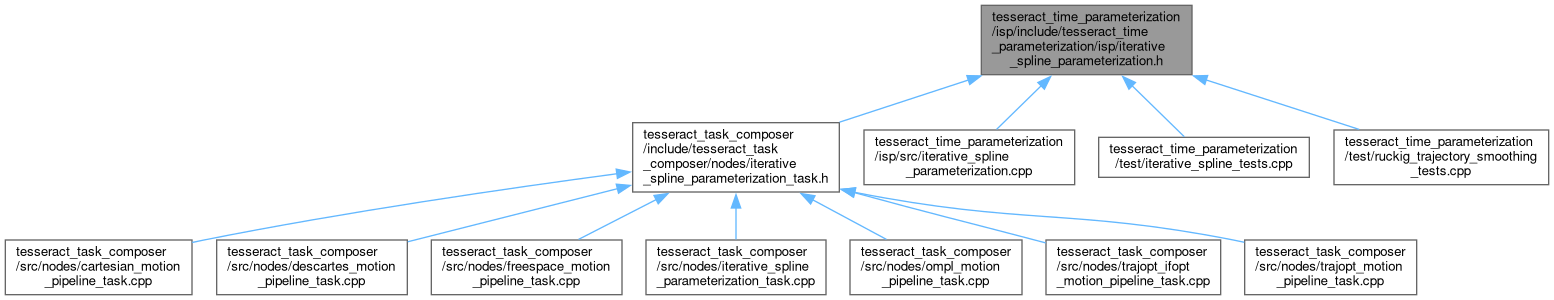 tesseract_time_parameterization
/isp/include/tesseract_time
_parameterization/isp/iterative
_spline_parameterization.h
tesseract_task_composer
/include/tesseract_task
_composer/nodes/iterative
_spline_parameterization_task.h
tesseract_time_parameterization
/isp/src/iterative_spline
_parameterization.cpp
tesseract_time_parameterization
/test/iterative_spline_tests.cpp
tesseract_time_parameterization
/test/ruckig_trajectory_smoothing
_tests.cpp
tesseract_task_composer
/src/nodes/cartesian_motion
_pipeline_task.cpp
tesseract_task_composer
/src/nodes/descartes_motion
_pipeline_task.cpp
tesseract_task_composer
/src/nodes/freespace_motion
_pipeline_task.cpp
tesseract_task_composer
/src/nodes/iterative_spline
_parameterization_task.cpp
tesseract_task_composer
/src/nodes/ompl_motion
_pipeline_task.cpp
tesseract_task_composer
/src/nodes/trajopt_ifopt
_motion_pipeline_task.cpp
tesseract_task_composer
/src/nodes/trajopt_motion
_pipeline_task.cpp